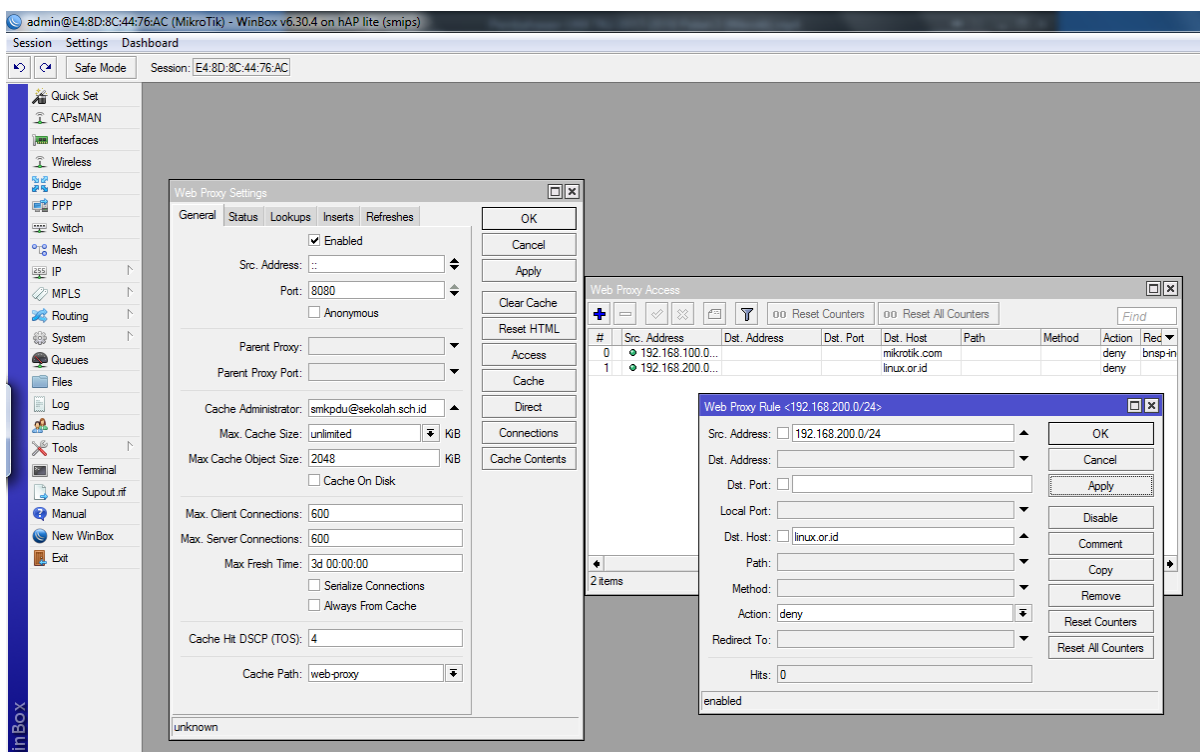 admin@E4:8D:8C:44:76:AC (MikroTik) - WinBox v6.30.4 on hAP lite (smips)
Session Settings Dashboard
Safe Mode Session: E4:8D:8C:44:76:AC
Quick Set
CAPsMAN
Interfaces
Wireless
Bridge
PPP
Switch
Mesh
IP
MPLS
Routing
System
Queues
Files
Log
Radius
Tools
New Terminal
Make Supout.rif
Manual
New WinBox
Exit
inBox
Web Proxy Settings
General Status Lookups Inserts Refreshes
Enabled
Src. Address: ::
Port: 8080
Anonymous
Parent Proxy:
Parent Proxy Port:
Cache Administrator: smkpdu@sekolah.sch.id
Max. Cache Size: unlimited KiB
Max Cache Object Size: 2048 KiB
Cache On Disk
Max. Client Connections: 600
Max. Server Connections: 600
Max Fresh Time: 3d 00:00:00
Serialize Connections
Always From Cache
Cache Hit DSCP (TOS): 4
Cache Path: web-proxy
unknown
OK
Cancel
Apply
Clear Cache
Reset HTML
Access
Cache
Direct
Connections
Cache Contents
Web Proxy Access
00 Reset Counters 00 Reset All Counters Find
# Src. Address Dst. Address Dst. Port Dst. Host Path Method Action Red
0 192.168.100.0... mikrotik.com deny bnsp-in
1 192.168.200.0... linux.or.id deny
2 items
Web Proxy Rule <192.168.200.0/24>
Src. Address: 192.168.200.0/24
Dst. Address:
Dst. Port:
Local Port:
Dst. Host: linux.or.id
Path:
Method:
Action: deny
Redirect To:
Hits: 0
enabled
OK
Cancel
Apply
Disable
Comment
Copy
Remove
Reset Counters
Reset All Counters